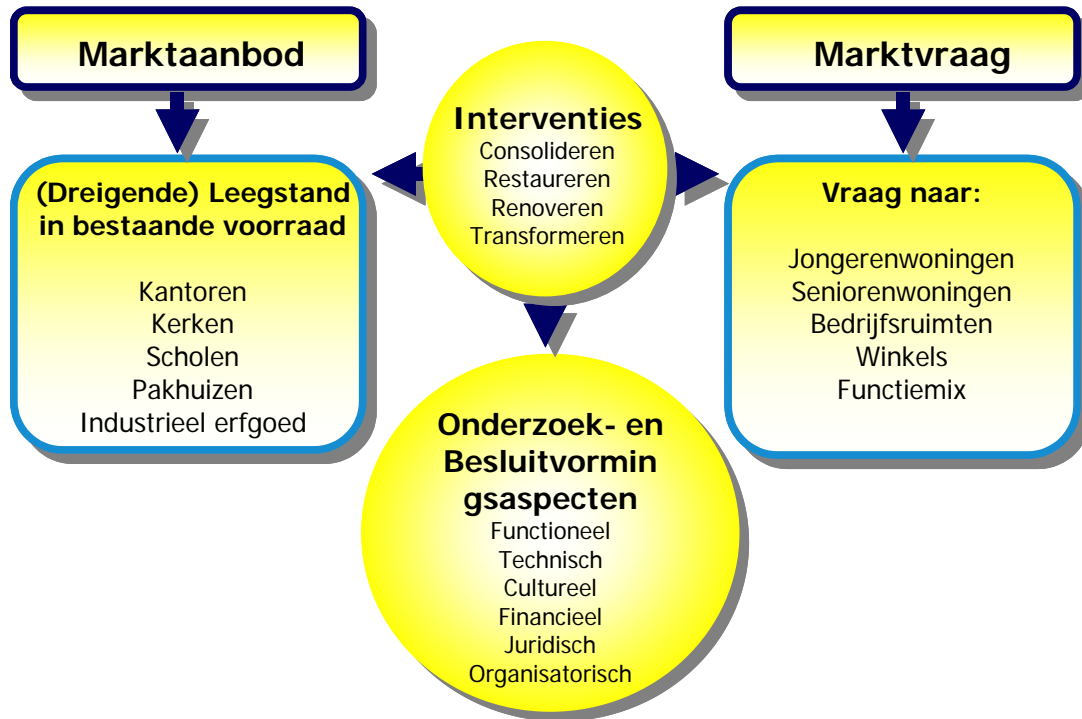 Marktaanbod
(Dreigende) Leegstand
in bestaande voorraad
Kantoren
Kerken
Scholen
Pakhuizen
Industrieel erfgoed
Interventies
Consolideren
Restaureren
Renoveren
Transformeren
Marktvraag
Vraag naar:
Jongerenwoningen
Seniorenwoningen
Bedrijfsruimten
Winkels
Functiemix
Onderzoek- en
Besluitvormin
gsaspecten
Functioneel
Technisch
Cultureel
Financieel
Juridisch
Organisatorisch